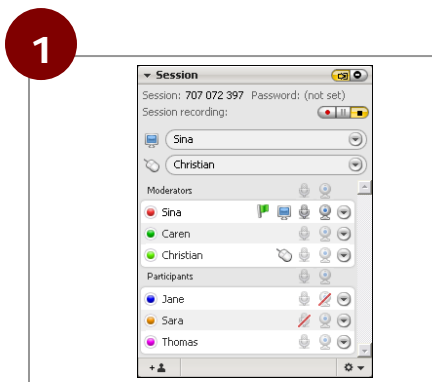 1
Session
Session: 707 072 397 Password: (not set)
Session recording:
Sina
Christian
Moderators
Sina
Caren
Christian
Participants
Jane
Sara
Thomas